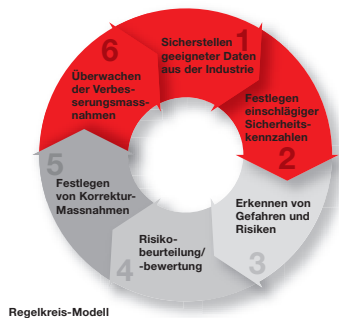 1
Sicherstellen
geeigneter Daten
aus der Industrie
2
Festlegen
einschlägiger
Sicherheits-
kennzahlen
3
Erkennen von
Gefahren und
Risiken
4
Risiko-
beurteilung/
-bewertung
5
Festlegen
von Korrektur-
Massnahmen
6
Überwachen
der Verbes-
serungsmass-
nahmen
Regelkreis-Modell